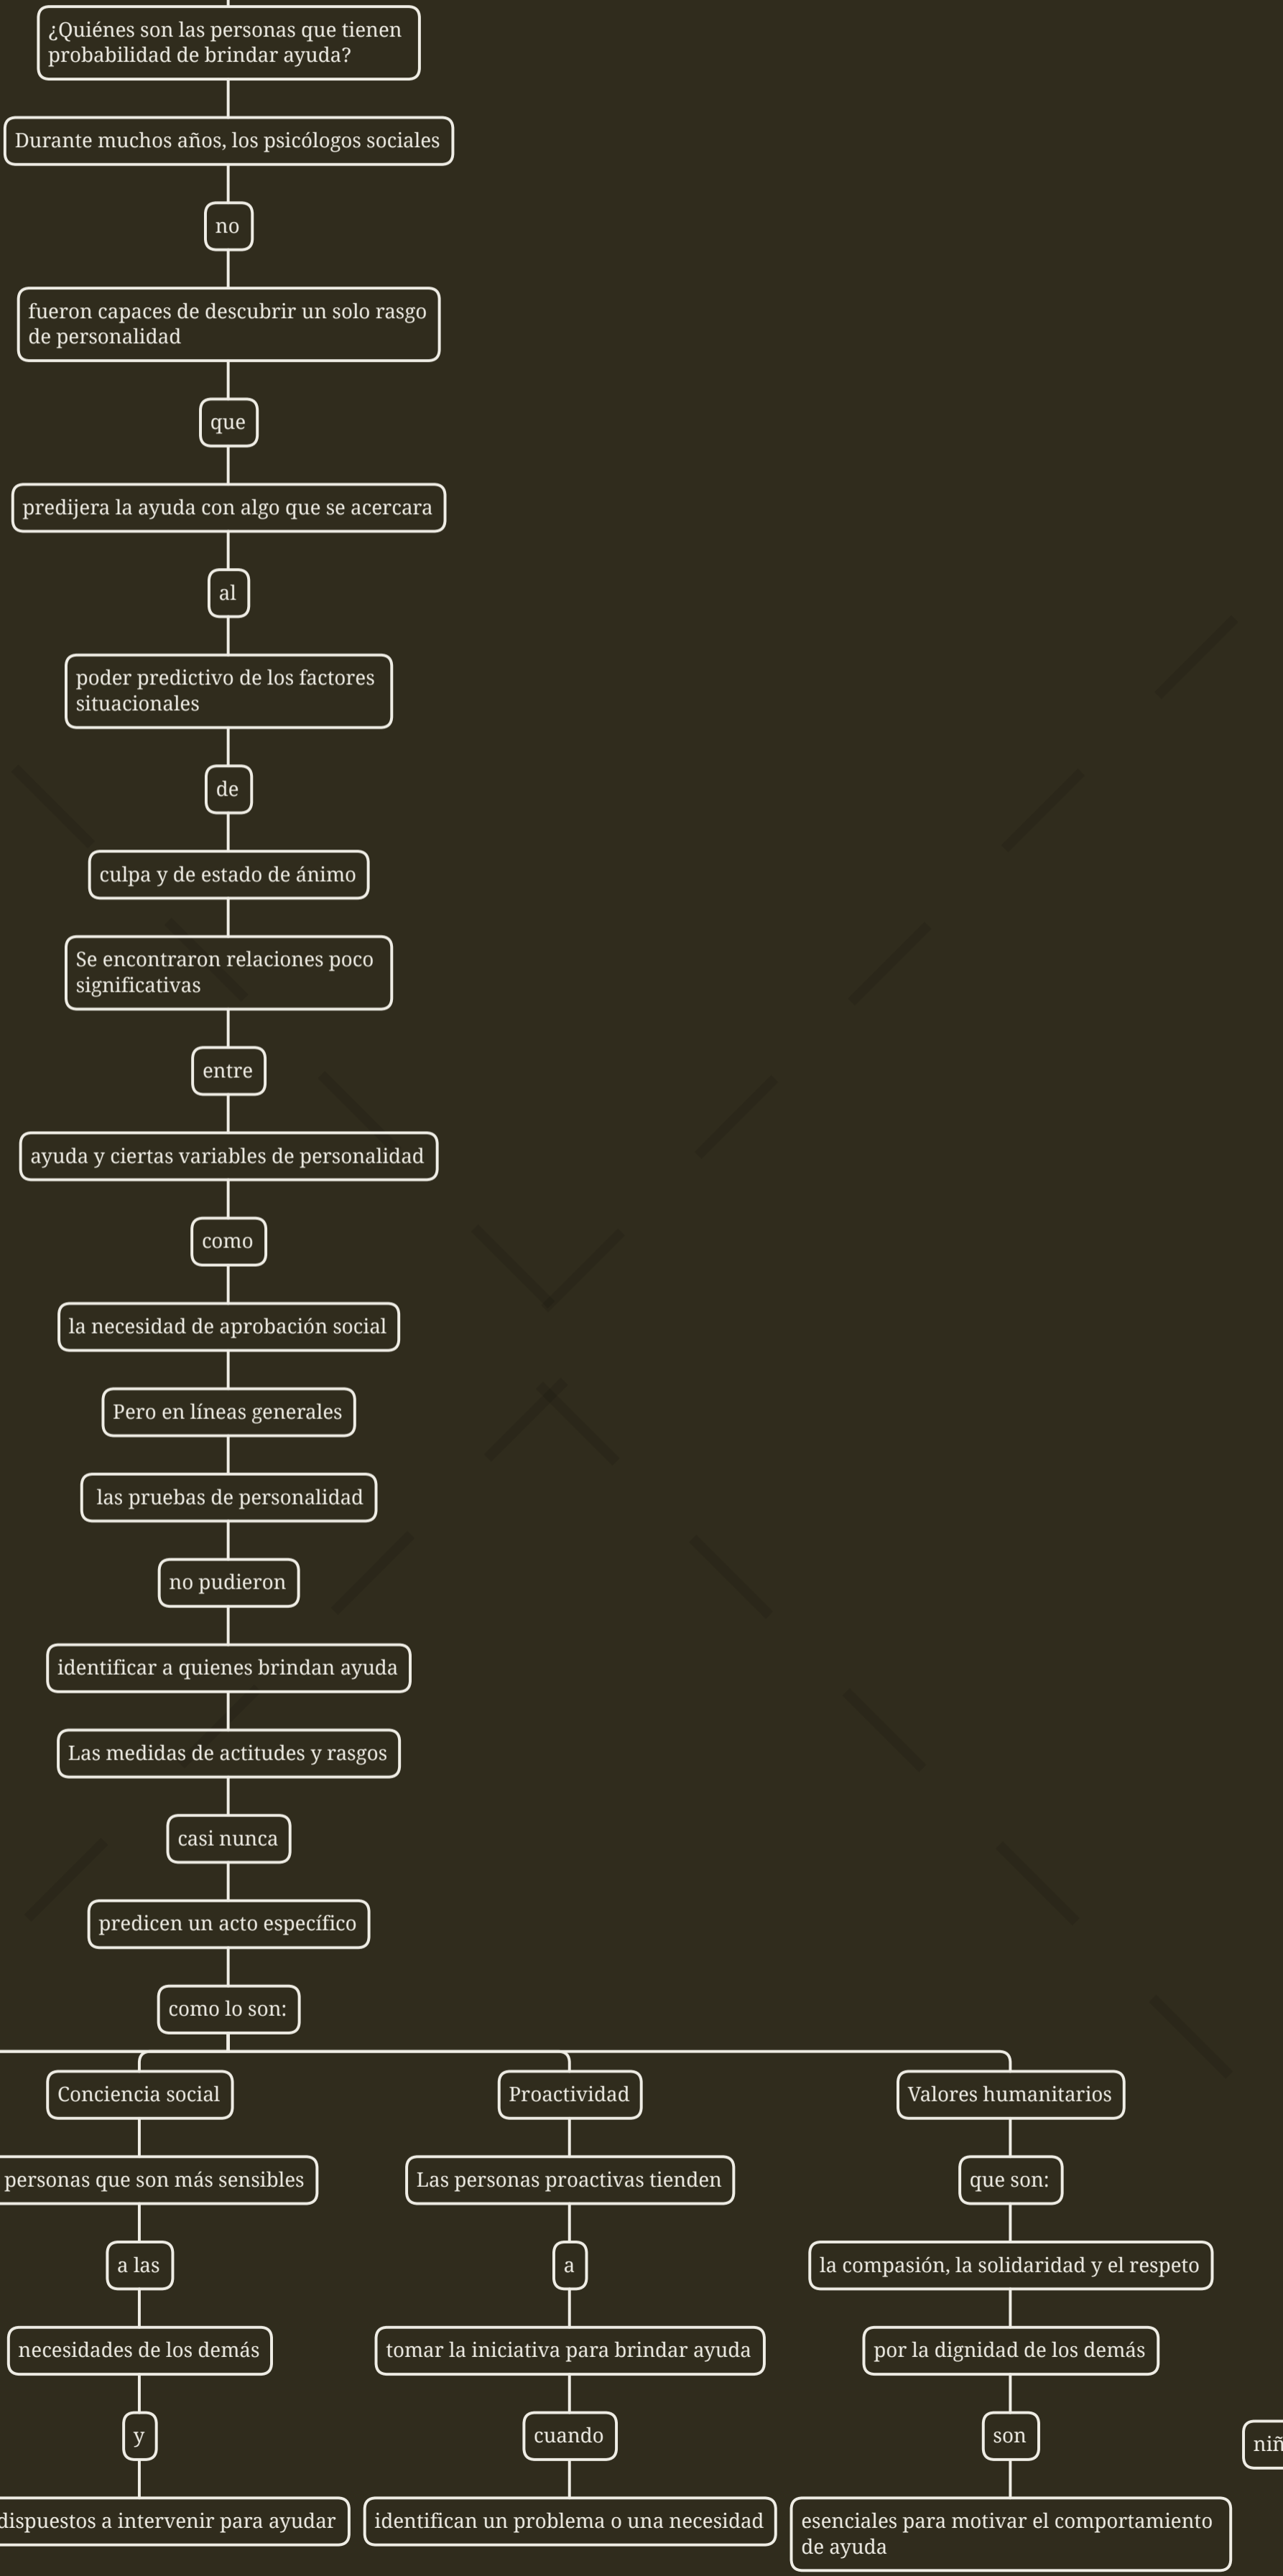 ¿Quiénes son las personas que tienen
probabilidad de brindar ayuda?
Durante muchos años, los psicólogos sociales
no
fueron capaces de descubrir un solo rasgo
de personalidad
que
predijera la ayuda con algo que se acercara
al
poder predictivo de los factores
situacionales
de
culpa y de estado de ánimo
Se encontraron relaciones poco
significativas
entre
ayuda y ciertas variables de personalidad
como
la necesidad de aprobación social
Pero en líneas generales
las pruebas de personalidad
no pudieron
identificar a quienes brindan ayuda
Las medidas de actitudes y rasgos
casi nunca
predicen un acto específico
como lo son:
Conciencia social
personas que son más sensibles
a las
necesidades de los demás
y
dispuestos a intervenir para ayudar
Proactividad
Las personas proactivas tienden
a
tomar la iniciativa para brindar ayuda
cuando
identifican un problema o una necesidad
Valores humanitarios
que son:
la compasión, la solidaridad y el respeto
por la dignidad de los demás
son
esenciales para motivar el comportamiento
de ayuda